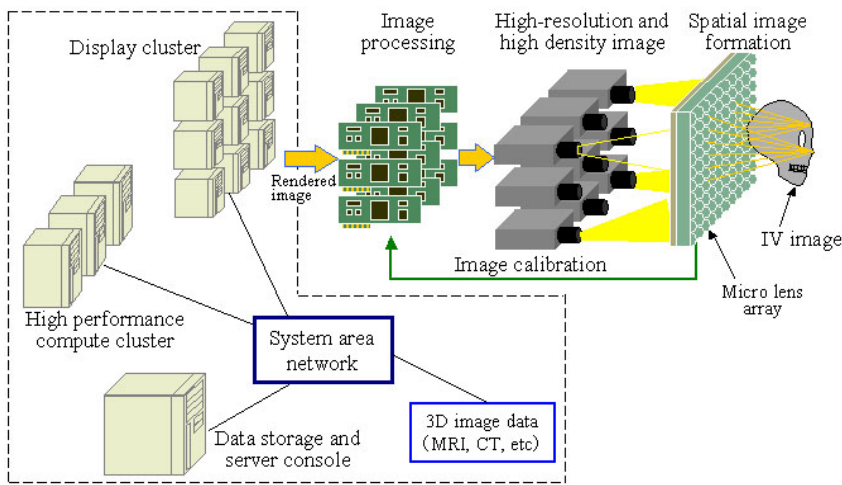 Display cluster
Image
processing
High-resolution and
high density image
Spatial image
formation
Rendered
image
IV image
Image calibration
Micro lens
array
High performance
compute cluster
System area
network
Data storage and
server console
3D image data
(MRI, CT, etc)